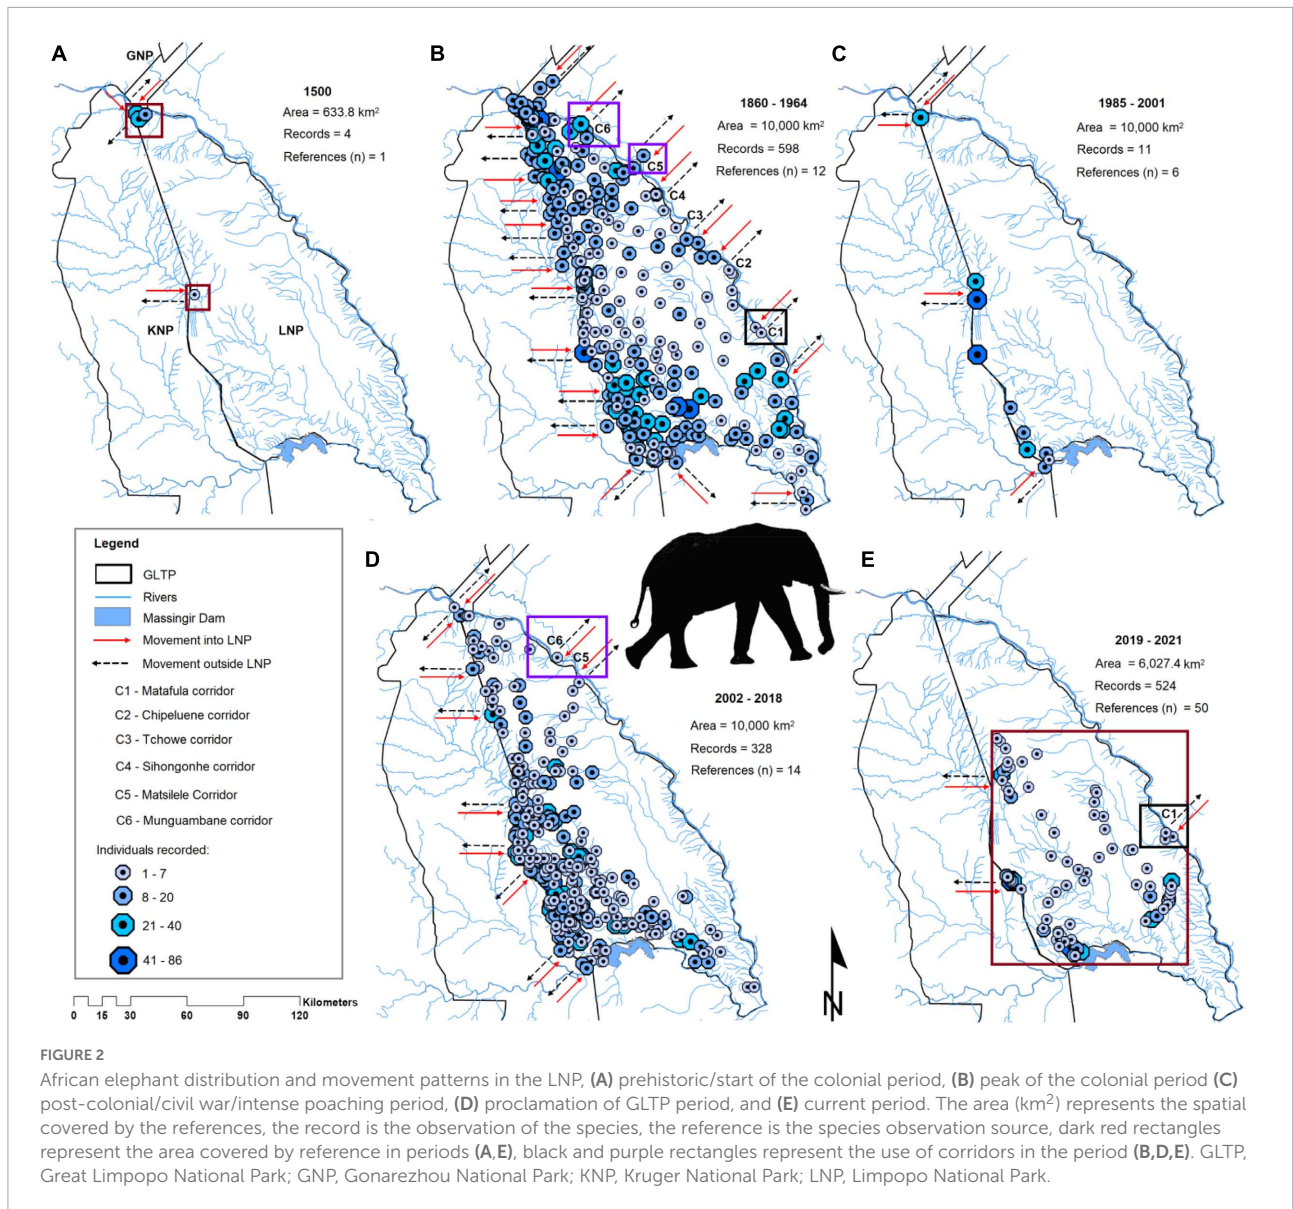 A
GNP
1500
Area = 633.8 km²
Records = 4
References (n) = 1
KNP
LNP
B
1860 - 1964
Area = 10,000 km²
Records = 598
References (n) = 12
C6
C5
C4
C3
C2
C1
C
1985 - 2001
Area = 10,000 km²
Records = 11
References (n) = 6
Legend
GLTP
Rivers
Massingir Dam
Movement into LNP
Movement outside LNP
C1 - Matafula corridor
C2 - Chipeluene corridor
C3 - Tchowe corridor
C4 - Sihongonhe corridor
C5 - Matsilele Corridor
C6 - Munguambane corridor
Individuals recorded:
1 - 7
8 - 20
21 - 40
41 - 86
Kilometers
0 15 30 60 90 120
D
C6
C5
2002 - 2018
Area = 10,000 km²
Records = 328
References (n) = 14
N
E
2019 - 2021
Area = 6,027.4 km²
Records = 524
References (n) = 50
C1
FIGURE 2
African elephant distribution and movement patterns in the LNP, (A) prehistoric/start of the colonial period, (B) peak of the colonial period (C)
post-colonial/civil war/intense poaching period, (D) proclamation of GLTP period, and (E) current period. The area (km²) represents the spatial
covered by the references, the record is the observation of the species, the reference is the species observation source, dark red rectangles
represent the area covered by reference in periods (A,E), black and purple rectangles represent the use of corridors in the period (B,D,E). GLTP,
Great Limpopo National Park; GNP, Gonarezhou National Park; KNP, Kruger National Park; LNP, Limpopo National Park.